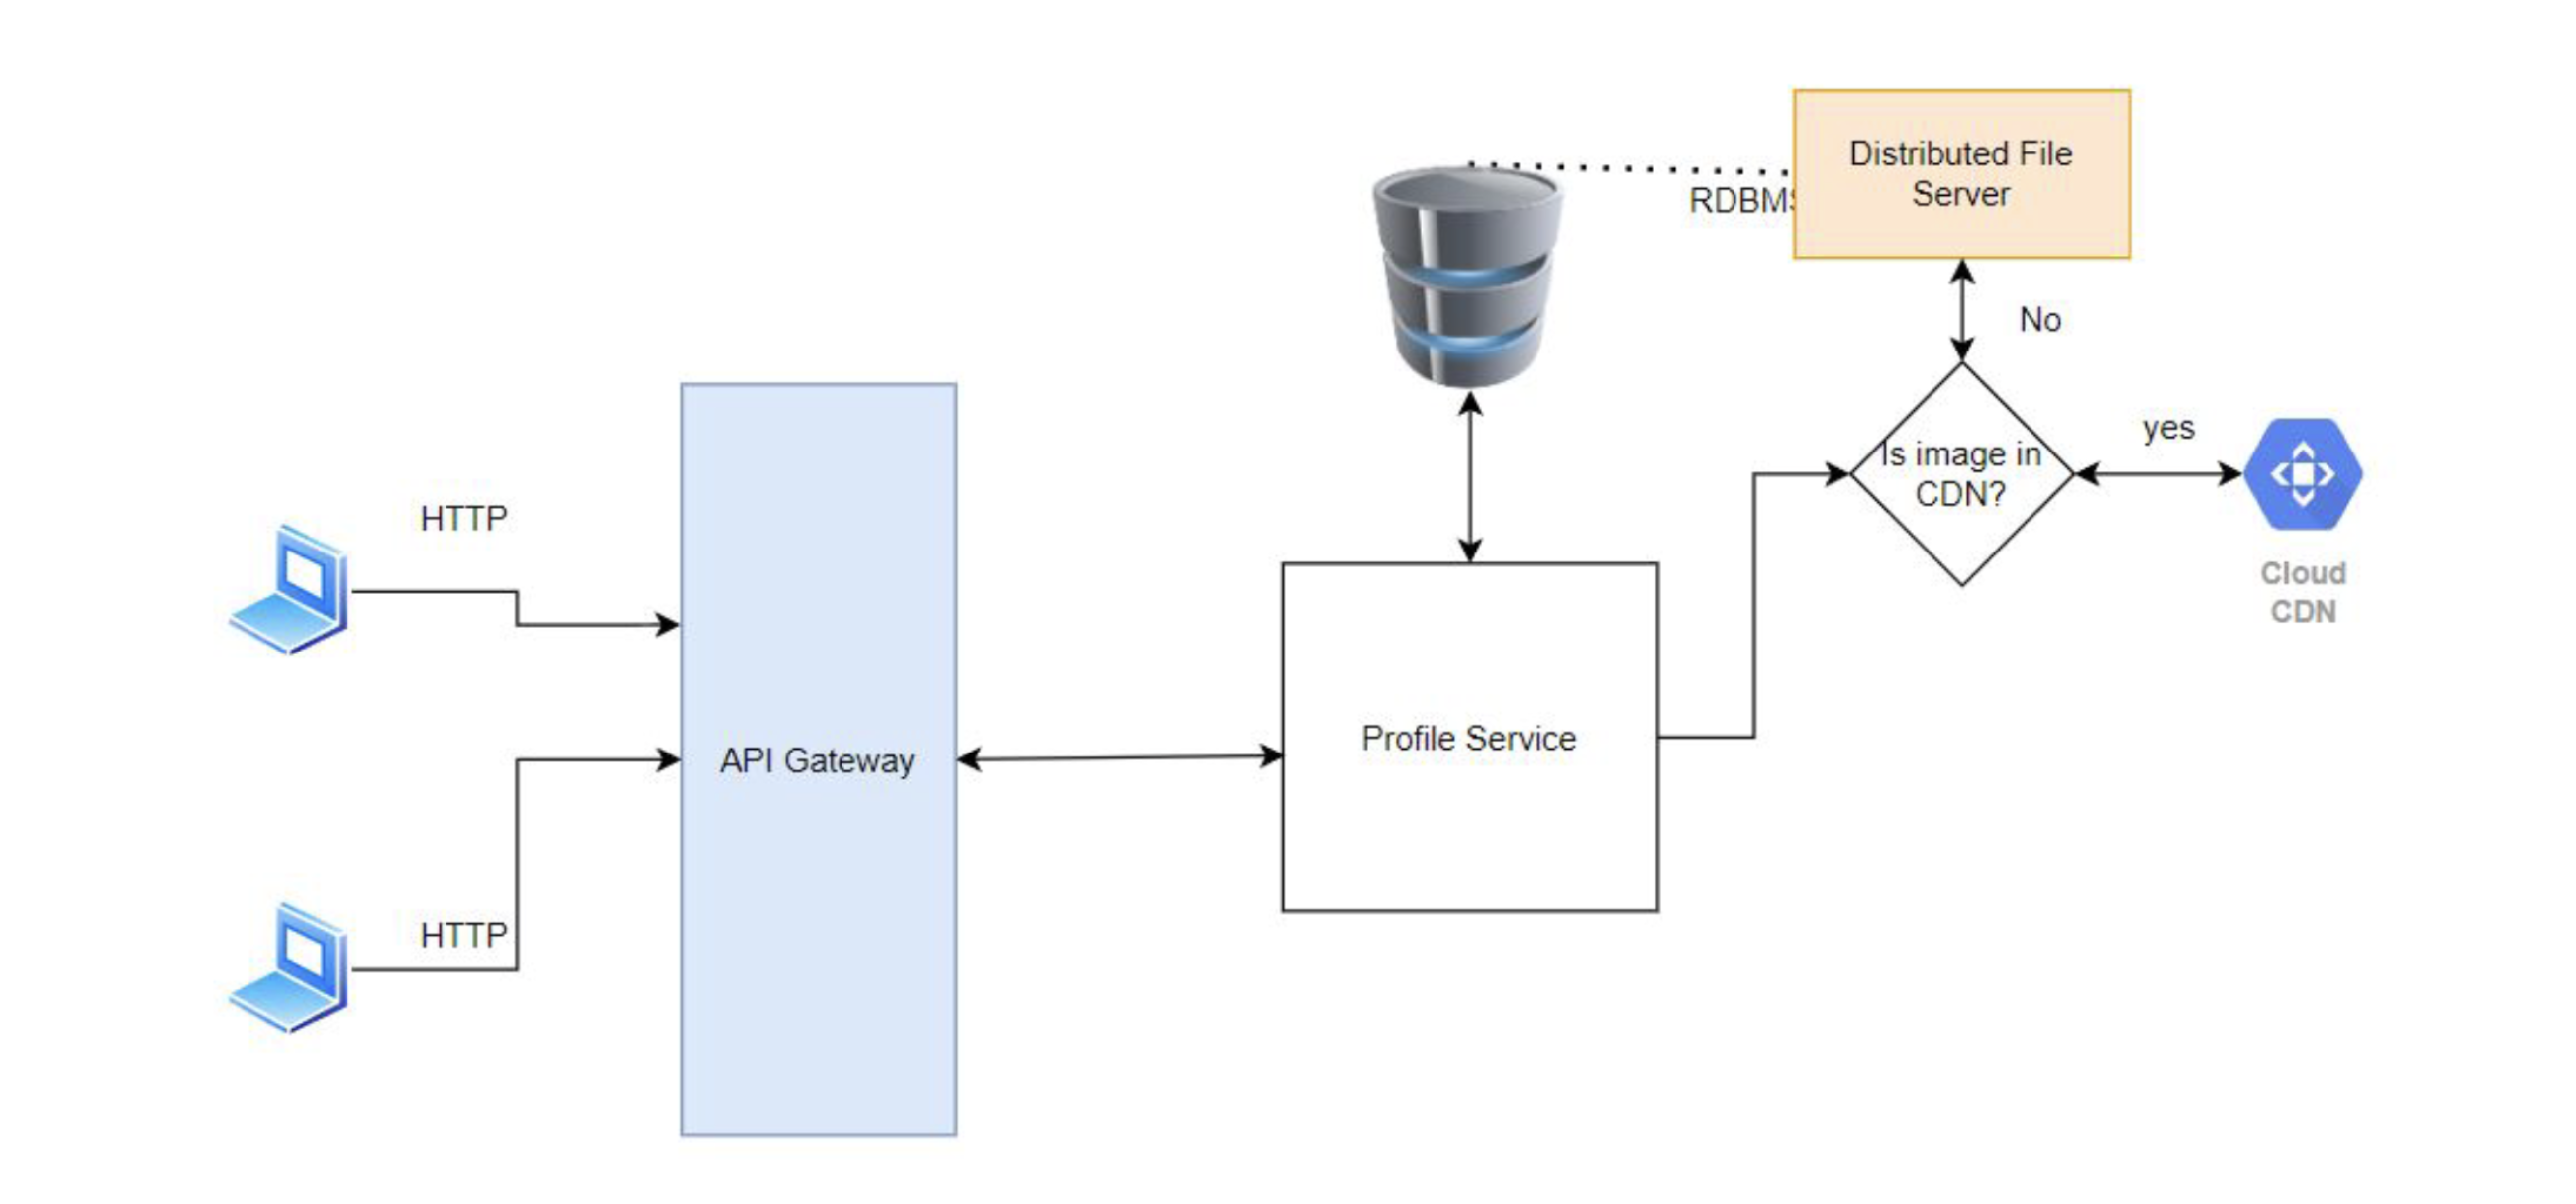 Distributed File
Server
RDBMS
No
Is image in
CDN?
yes
Cloud
CDN
HTTP
API Gateway
Profile Service
HTTP